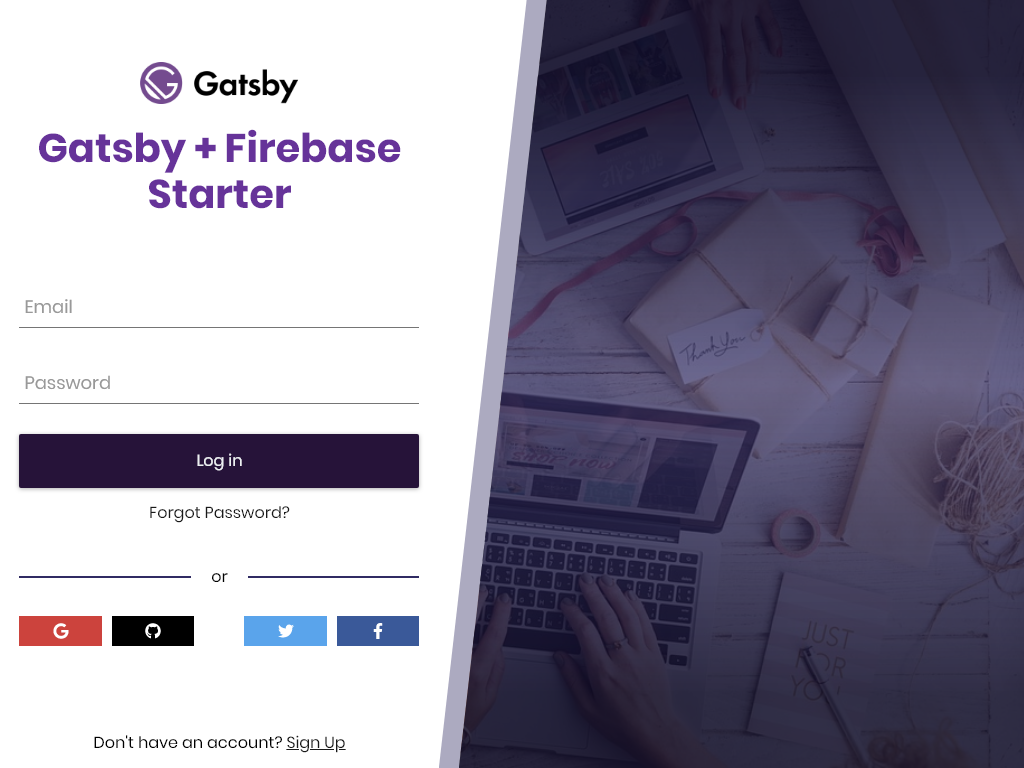 Gatsby
Gatsby + Firebase
Starter
Email
Password
Log in
Forgot Password?
or
Don't have an account? Sign Up
Thank You
JUST
FOR
YOU